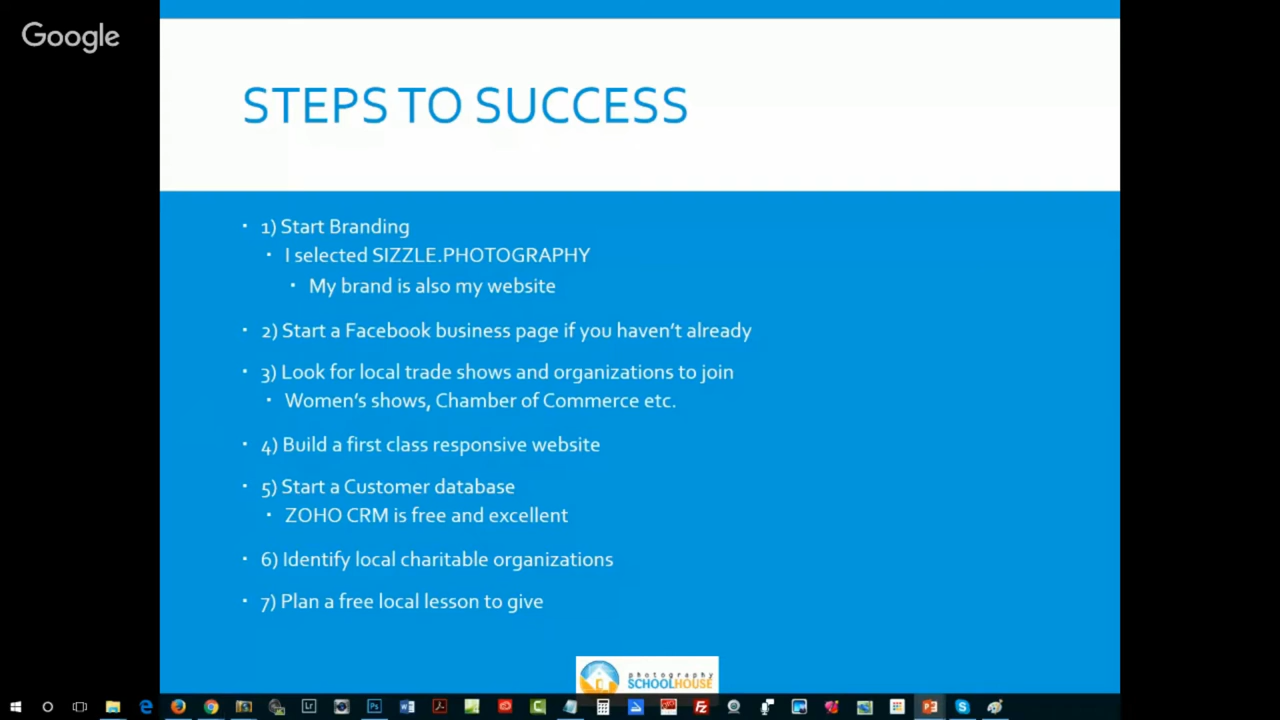 Google
STEPS TO SUCCESS
• 1) Start Branding
• I selected SIZZLE.PHOTOGRAPHY
• My brand is also my website
• 2) Start a Facebook business page if you haven't already
• 3) Look for local trade shows and organizations to join
• Women's shows, Chamber of Commerce etc.
• 4) Build a first class responsive website
• 5) Start a Customer database
• ZOHO CRM is free and excellent
• 6) Identify local charitable organizations
• 7) Plan a free local lesson to give
photography
SCHOOLHOUSE
Lr
Ps